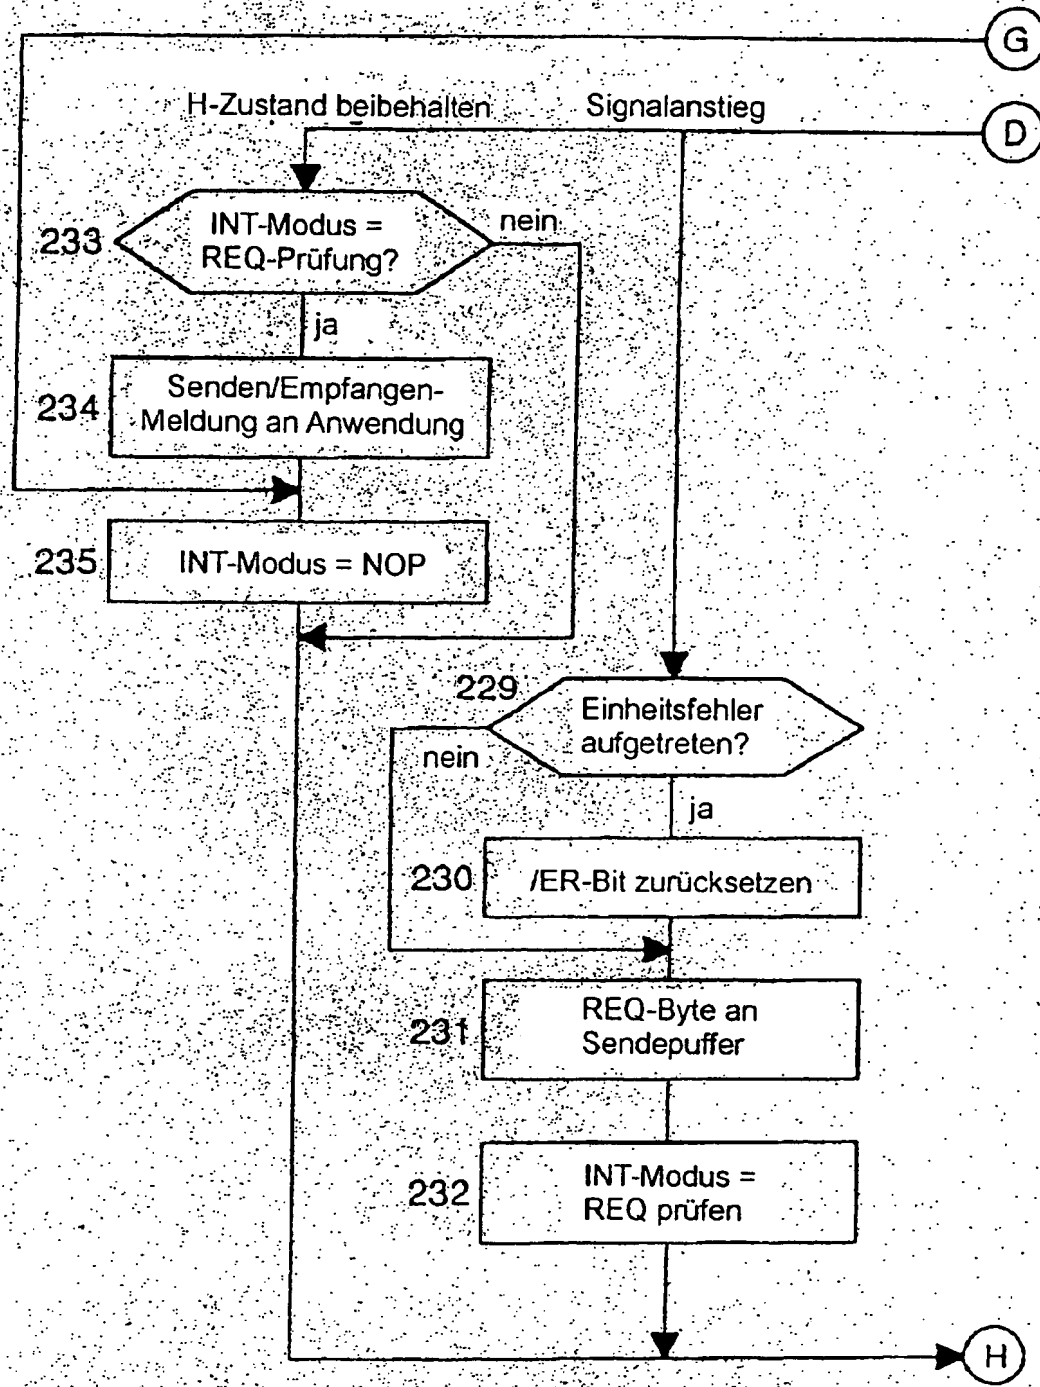 G
H-Zustand beibehalten
Signalanstieg
D
233
INT-Modus =
REQ-Prüfung?
nein
ja
234
Senden/Empfangen-
Meldung an Anwendung
235
INT-Modus = NOP
229
Einheitsfehler
aufgetreten?
nein
ja
230
/ER-Bit zurücksetzen
231
REQ-Byte an
Sendepuffer
232
INT-Modus =
REQ prüfen
H